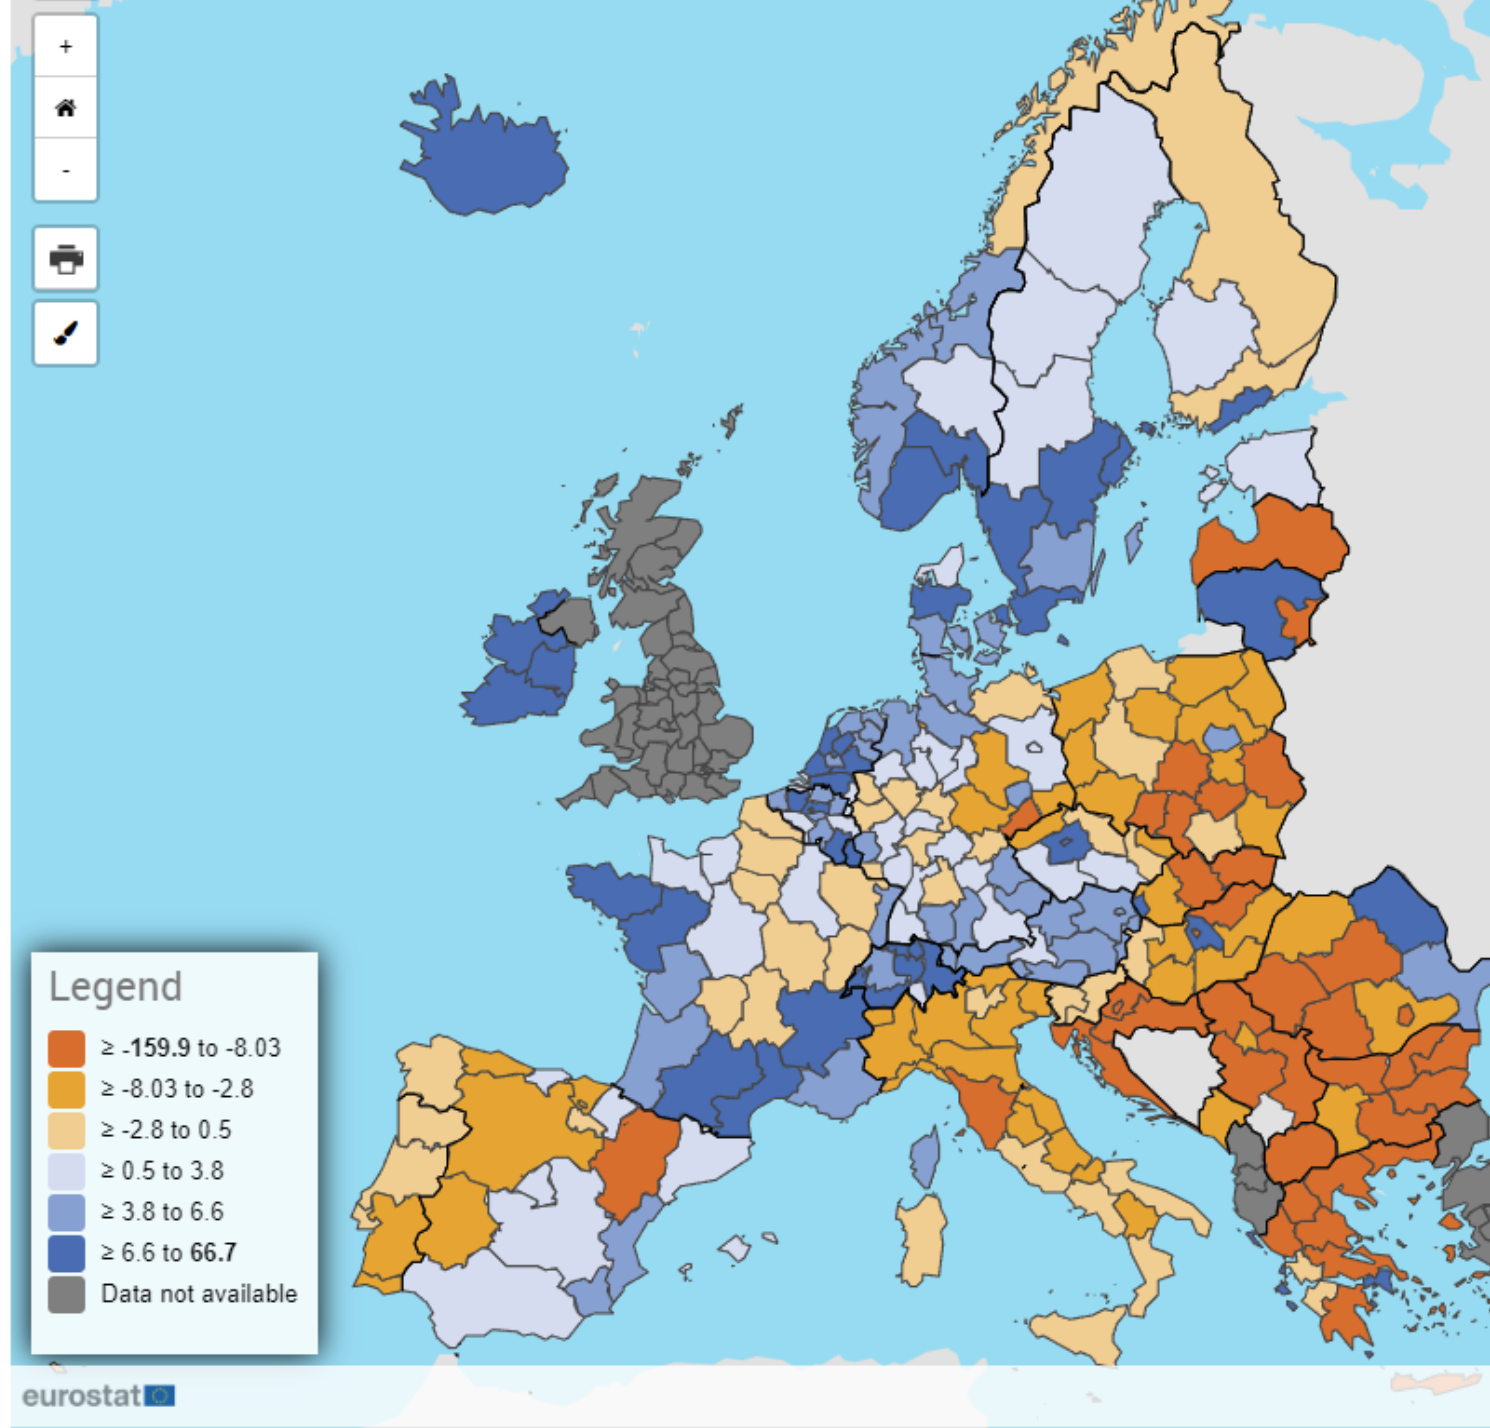 +
-
Legend
≥ -159.9 to -8.03
≥ -8.03 to -2.8
≥ -2.8 to 0.5
≥ 0.5 to 3.8
≥ 3.8 to 6.6
≥ 6.6 to 66.7
Data not available
eurostat